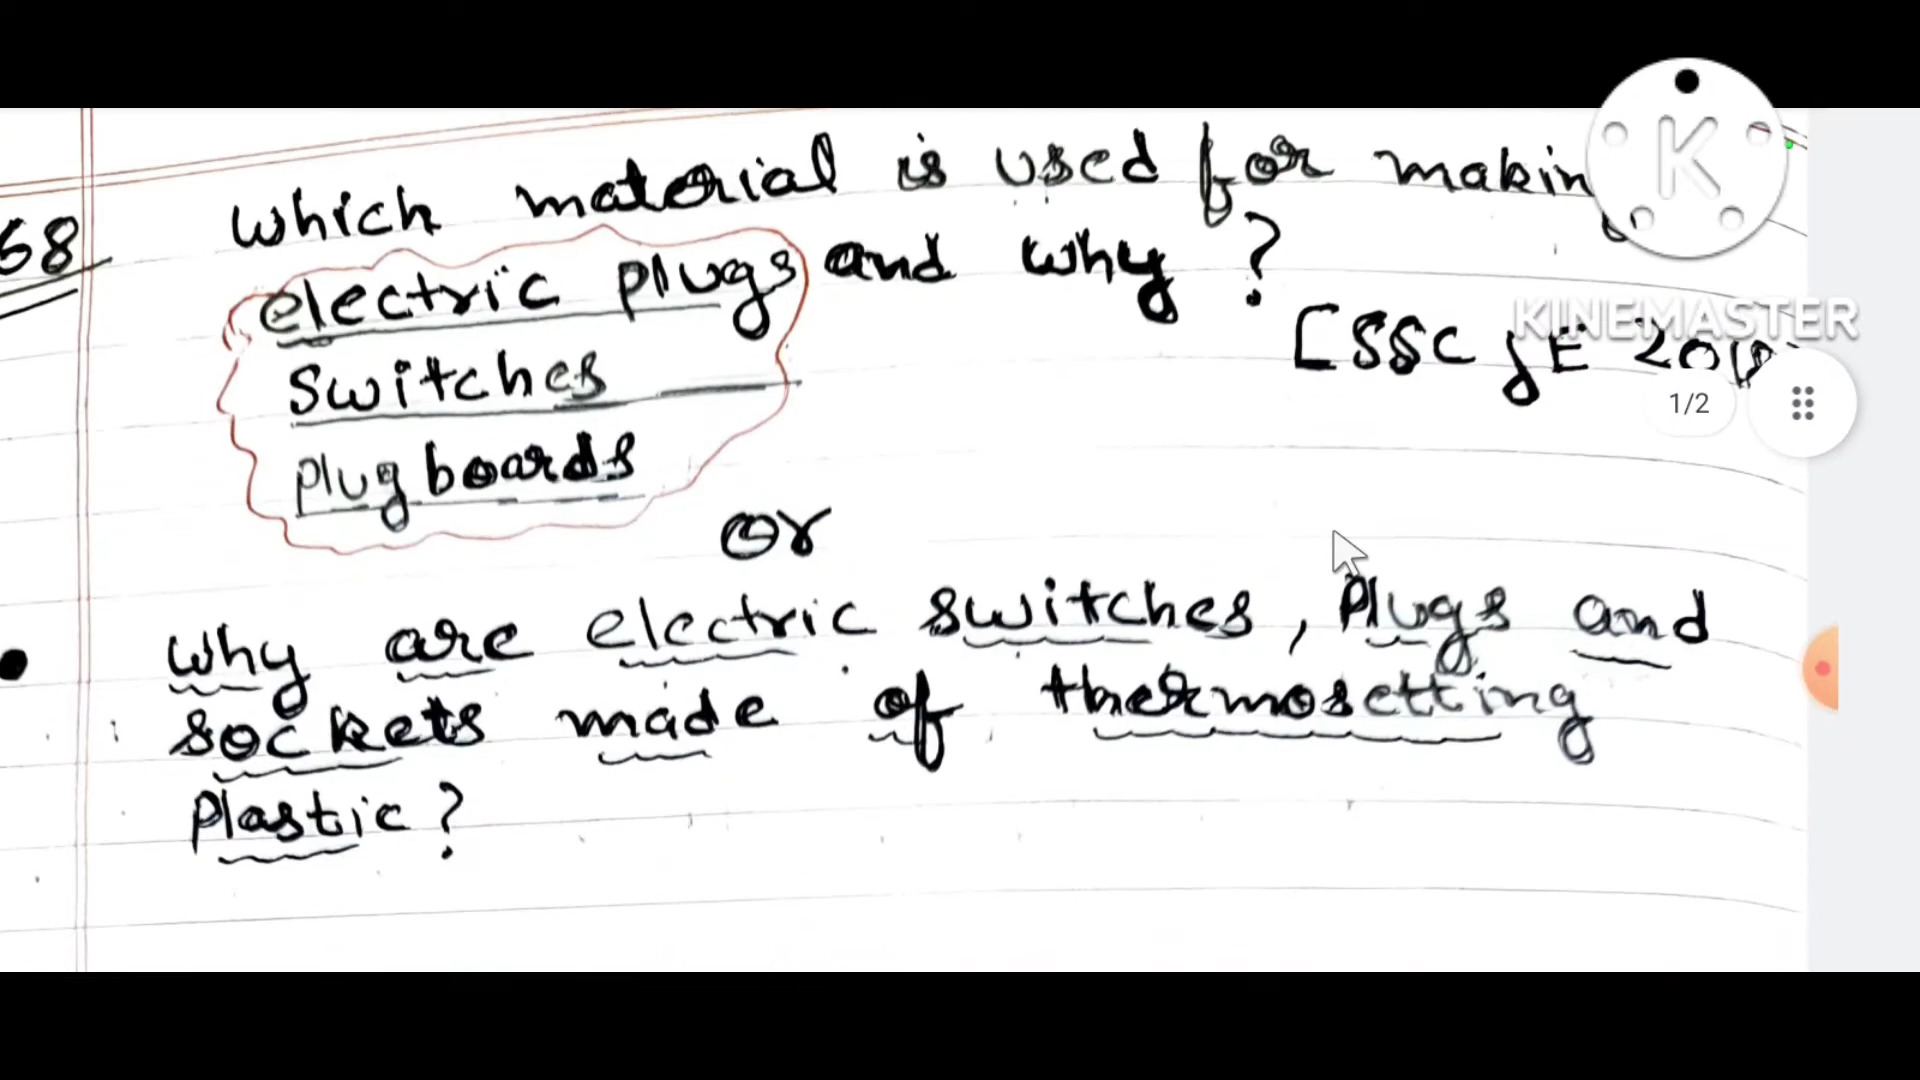 58
Which material is used for making
electric plugs and why?
switches
plug boards
[SSC JE
KINEMASTER
1/2
or
Why are electric switches, Plugs and
sockets made of thermosetting
Plastic?
K